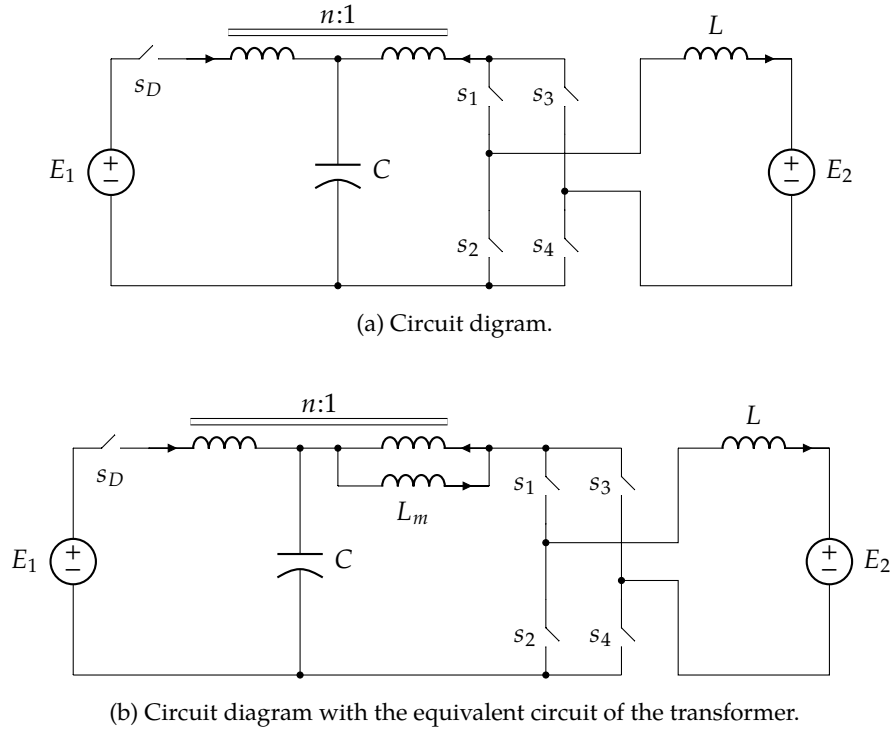 n:1
L
s_D
s_1
s_3
E_1
C
E_2
s_2
s_4
(a) Circuit digram.
n:1
L
s_D
s_1
s_3
L_m
E_1
C
E_2
s_2
s_4
(b) Circuit diagram with the equivalent circuit of the transformer.